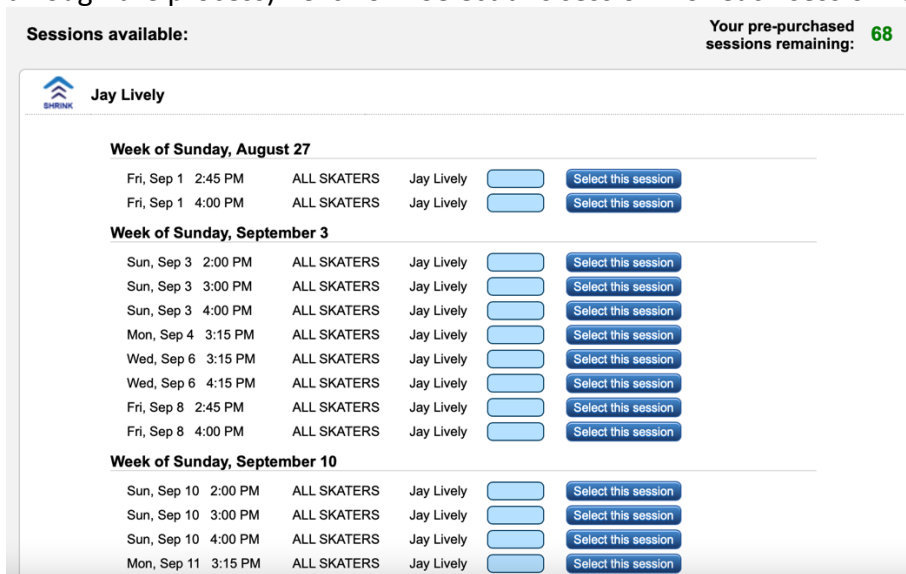 Sessions available:
Your pre-purchased
sessions remaining: 68
SHRINK
Jay Lively
Week of Sunday, August 27
Fri, Sep 1 2:45 PM ALL SKATERS Jay Lively Select this session
Fri, Sep 1 4:00 PM ALL SKATERS Jay Lively Select this session
Week of Sunday, September 3
Sun, Sep 3 2:00 PM ALL SKATERS Jay Lively Select this session
Sun, Sep 3 3:00 PM ALL SKATERS Jay Lively Select this session
Sun, Sep 3 4:00 PM ALL SKATERS Jay Lively Select this session
Mon, Sep 4 3:15 PM ALL SKATERS Jay Lively Select this session
Wed, Sep 6 3:15 PM ALL SKATERS Jay Lively Select this session
Wed, Sep 6 4:15 PM ALL SKATERS Jay Lively Select this session
Fri, Sep 8 2:45 PM ALL SKATERS Jay Lively Select this session
Fri, Sep 8 4:00 PM ALL SKATERS Jay Lively Select this session
Week of Sunday, September 10
Sun, Sep 10 2:00 PM ALL SKATERS Jay Lively Select this session
Sun, Sep 10 3:00 PM ALL SKATERS Jay Lively Select this session
Sun, Sep 10 4:00 PM ALL SKATERS Jay Lively Select this session
Mon, Sep 11 3:15 PM ALL SKATERS Jay Lively Select this session